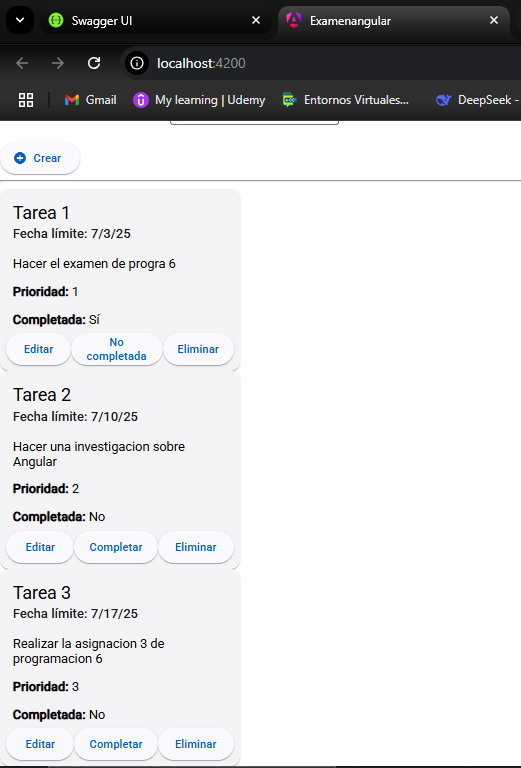 Swagger UI
Examenangular
localhost:4200
Gmail
My learning | Udemy
Entornos Virtuales...
DeepSeek -
Crear
Tarea 1
Fecha límite: 7/3/25
Hacer el examen de progra 6
Prioridad: 1
Completada: Sí
Editar
No
completada
Eliminar
Tarea 2
Fecha límite: 7/10/25
Hacer una investigacion sobre
Angular
Prioridad: 2
Completada: No
Editar
Completar
Eliminar
Tarea 3
Fecha límite: 7/17/25
Realizar la asignacion 3 de
programacion 6
Prioridad: 3
Completada: No
Editar
Completar
Eliminar